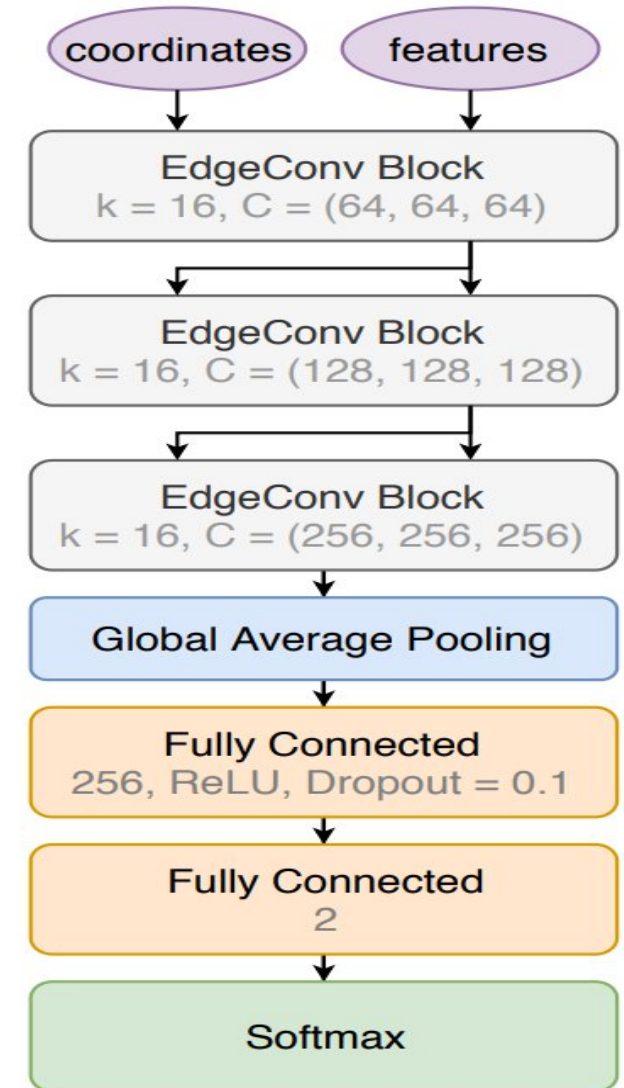 coordinates features
EdgeConv Block
k = 16, C = (64, 64, 64)
EdgeConv Block
k = 16, C = (128, 128, 128)
EdgeConv Block
k = 16, C = (256, 256, 256)
Global Average Pooling
Fully Connected
256, ReLU, Dropout = 0.1
Fully Connected
2
Softmax